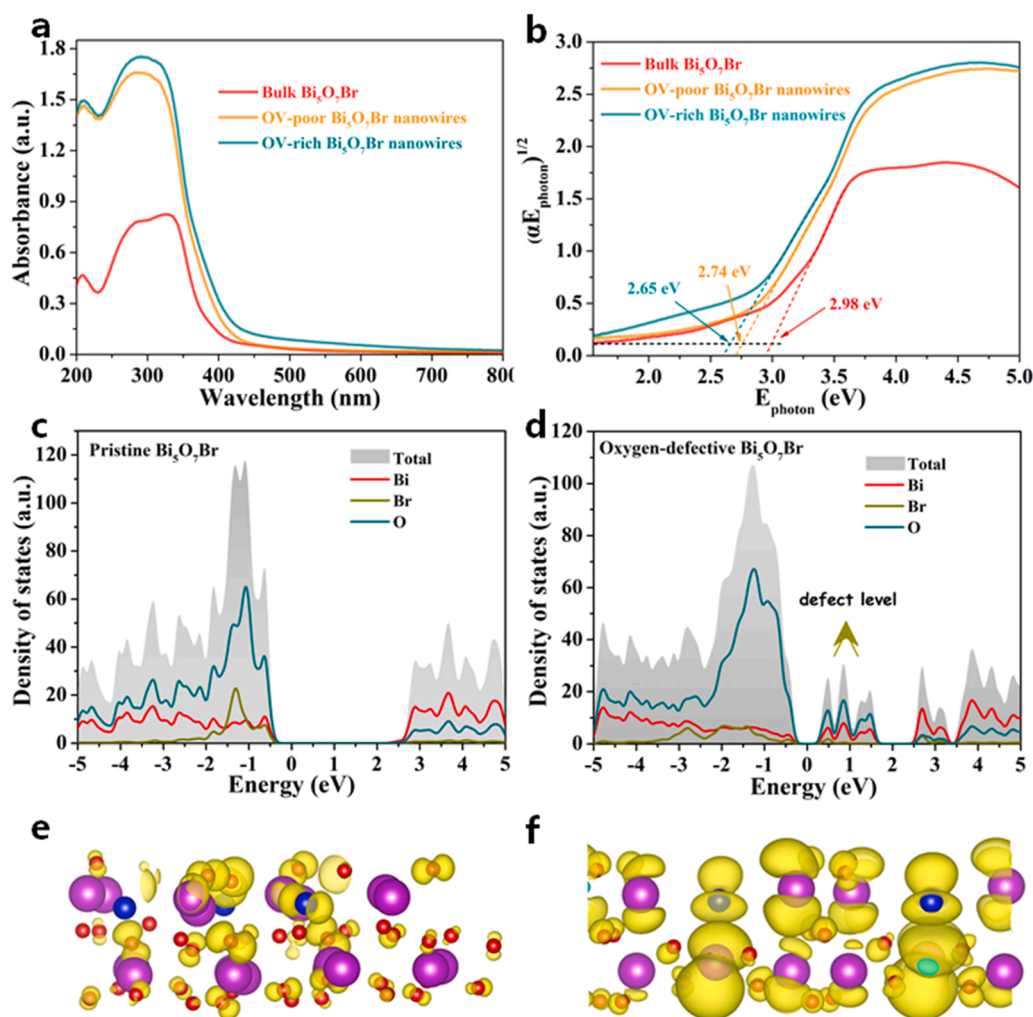 a
Absorbance (a.u.)
1.8
1.5
1.2
0.9
0.6
0.3
0.0
Bulk Bi₅O₇Br
OV-poor Bi₅O₇Br nanowires
OV-rich Bi₅O₇Br nanowires
200 300 400 500 600 700 800
Wavelength (nm)
b
(αE_photon)^1/2
3.0
2.5
2.0
1.5
1.0
0.5
0.0
Bulk Bi₅O₇Br
OV-poor Bi₅O₇Br nanowires
OV-rich Bi₅O₇Br nanowires
2.74 eV
2.65 eV
2.98 eV
2.0 2.5 3.0 3.5 4.0 4.5 5.0
E_photon (eV)
c
Density of states (a.u.)
120
100
80
60
40
20
0
Pristine Bi₅O₇Br
Total
Bi
Br
O
-5 -4 -3 -2 -1 0 1 2 3 4 5
Energy (eV)
d
Density of states (a.u.)
120
100
80
60
40
20
0
Oxygen-defective Bi₅O₇Br
Total
Bi
Br
O
defect level
-5 -4 -3 -2 -1 0 1 2 3 4 5
Energy (eV)
e
f